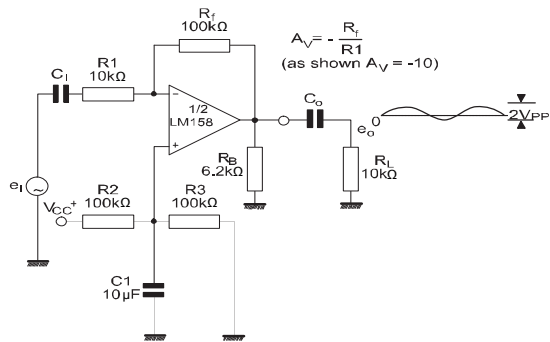 Rf
100kΩ
AV = - Rf
R1
(as shown AV = -10)
CI
R1
10kΩ
1/2
LM158
Co
eo
0
2VPP
RB
6.2kΩ
RL
10kΩ
eI
VCC+
R2
100kΩ
R3
100kΩ
C1
10µF